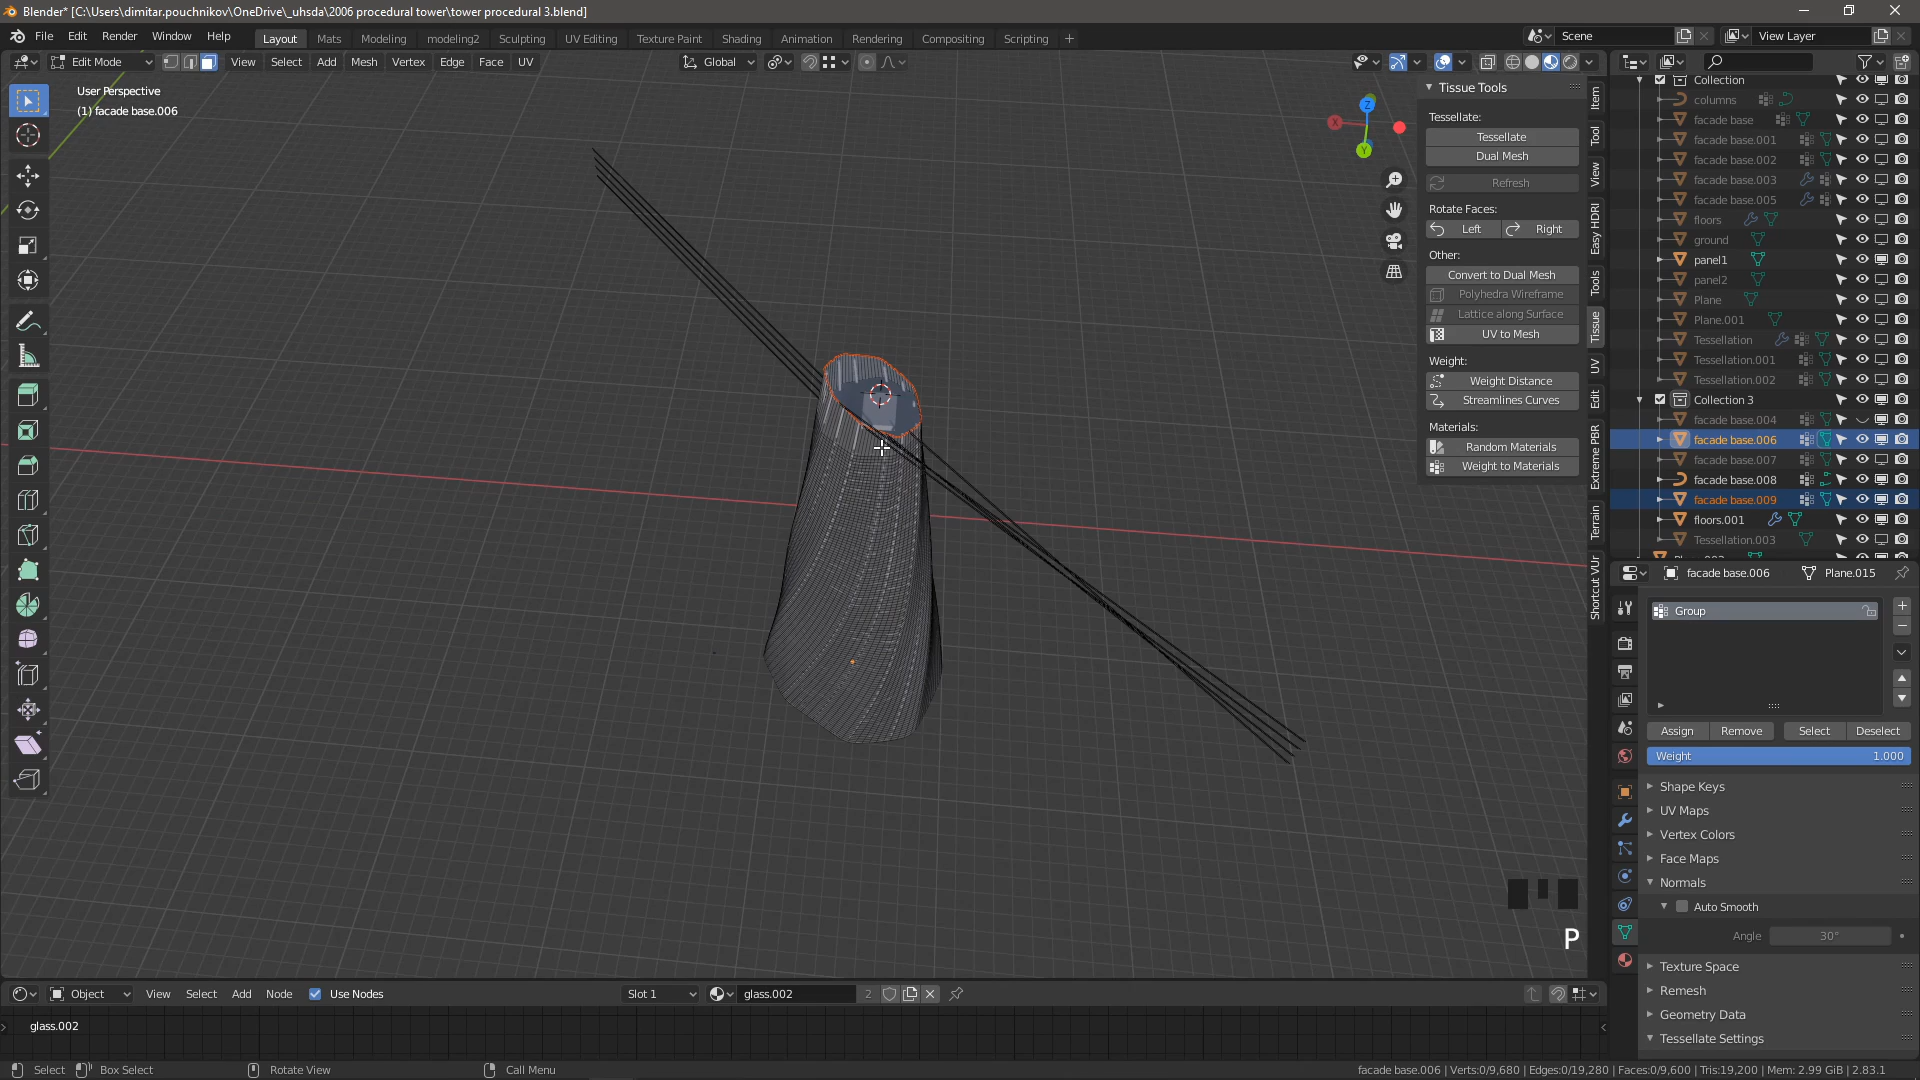 Blender* [C:\Users\dimitar.pouchnikov\OneDrive\_uhsda\2006 procedural tower\tower procedural 3.blend]
File Edit Render Window Help Layout Mats Modeling modeling2 Sculpting UV Editing Texture Paint Shading Animation Rendering Compositing Scripting + Scene View Layer
Edit Mode View Select Add Mesh Vertex Edge Face UV Global
User Perspective
(1) facade base.006
Z
X
Y
Tissue Tools
Tessellate:
Tessellate
Dual Mesh
Refresh
Rotate Faces:
Left Right
Other:
Convert to Dual Mesh
Polyhedra Wireframe
Lattice along Surface
UV to Mesh
Weight:
Weight Distance
Streamlines Curves
Materials:
Random Materials
Weight to Materials
Item
Tool
View
Easy HDRI
Tools
Tissue
UV
Edit
Extreme PBR
Terrain
Shortcut VUr
Collection
columns
facade base
facade base.001
facade base.002
facade base.003
facade base.005
floors
ground
panel1
panel2
Plane
Plane.001
Tessellation
Tessellation.001
Tessellation.002
Collection 3
facade base.004
facade base.006
facade base.007
facade base.008
facade base.009
floors.001
Tessellation.003
facade base.006 Plane.015
Group
Assign Remove Select Deselect
Weight 1.000
Shape Keys
UV Maps
Vertex Colors
Face Maps
Normals
Auto Smooth
Angle 30°
Texture Space
Remesh
Geometry Data
Tessellate Settings
P
Object View Select Add Node Use Nodes Slot 1 glass.002 2
glass.002
Select Box Select Rotate View Call Menu
facade base.006 | Verts:0/9,680 | Edges:0/19,280 | Faces:0/9,600 | Tris:19,200 | Mem: 2.99 GiB | 2.83.1